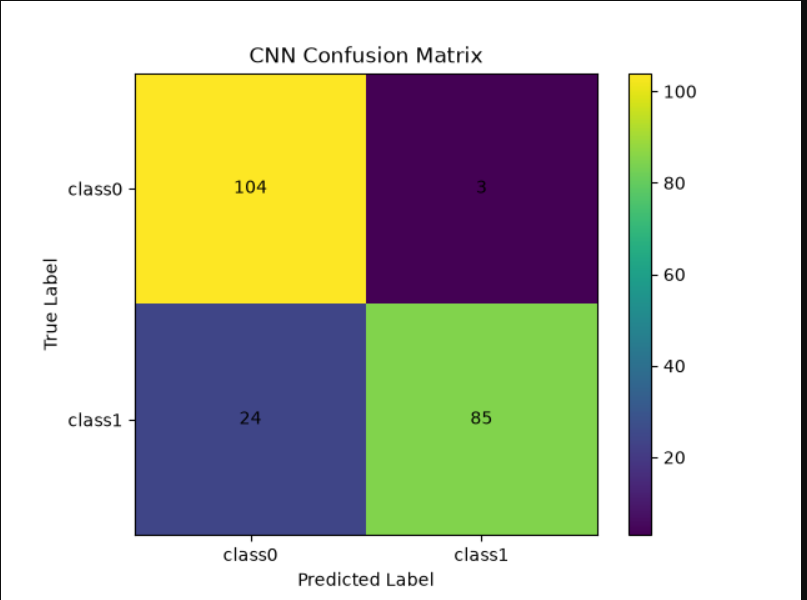 CNN Confusion Matrix
100
104
3
class0
80
60
True Label
40
24
85
class1
20
class0
class1
Predicted Label